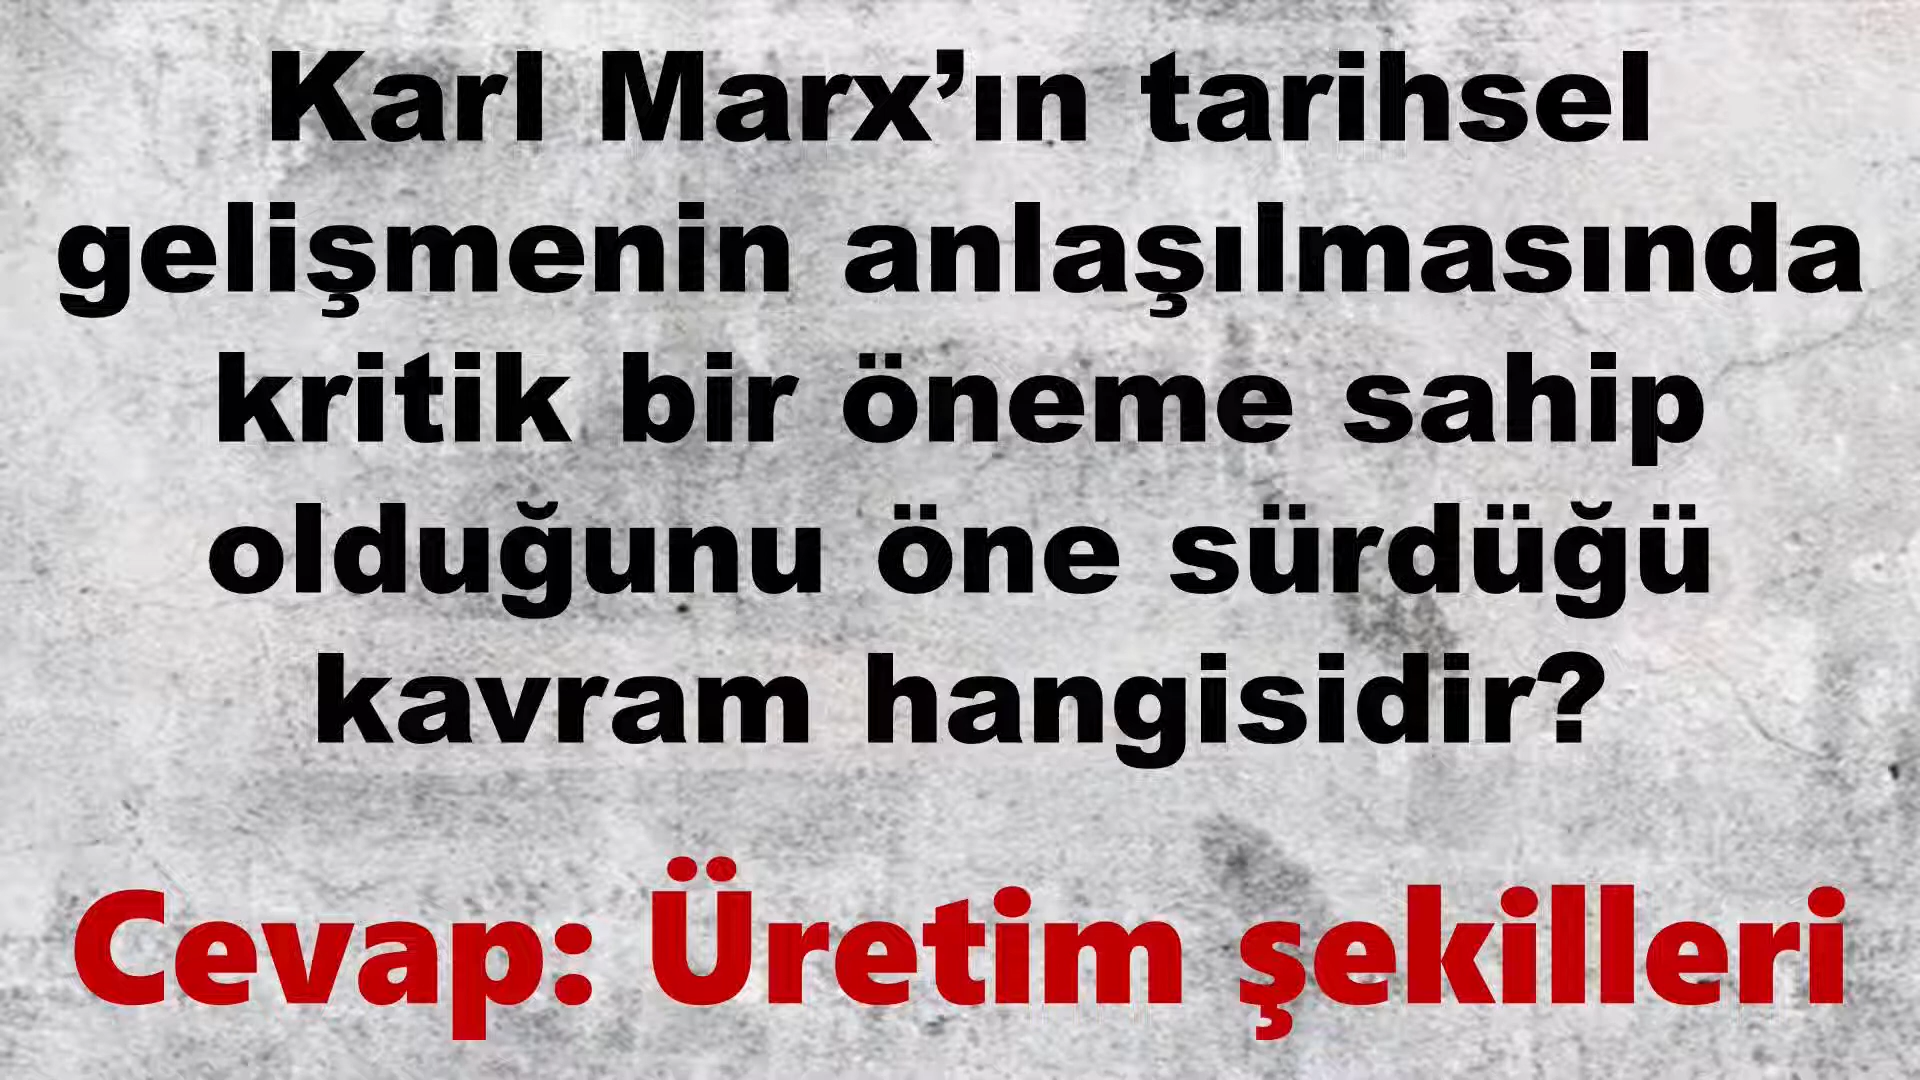 Karl Marx’ın tarihsel
gelişmenin anlaşılmasında
kritik bir öneme sahip
olduğunu öne sürdüğü
kavram hangisidir?
Cevap: Üretim şekilleri